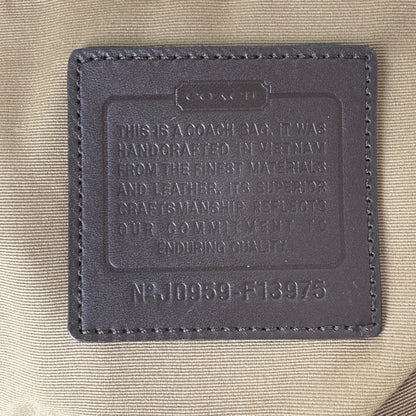 COACH
THIS IS A COACH BAG. IT WAS
HANDCRAFTED IN VIETNAM
FROM THE FINEST MATERIALS
AND LEATHER. ITS SUPERIOR
CRAFTSMANSHIP REFLECTS
OUR COMMITMENT TO
ENDURING QUALITY.
Nº J0959-F13975